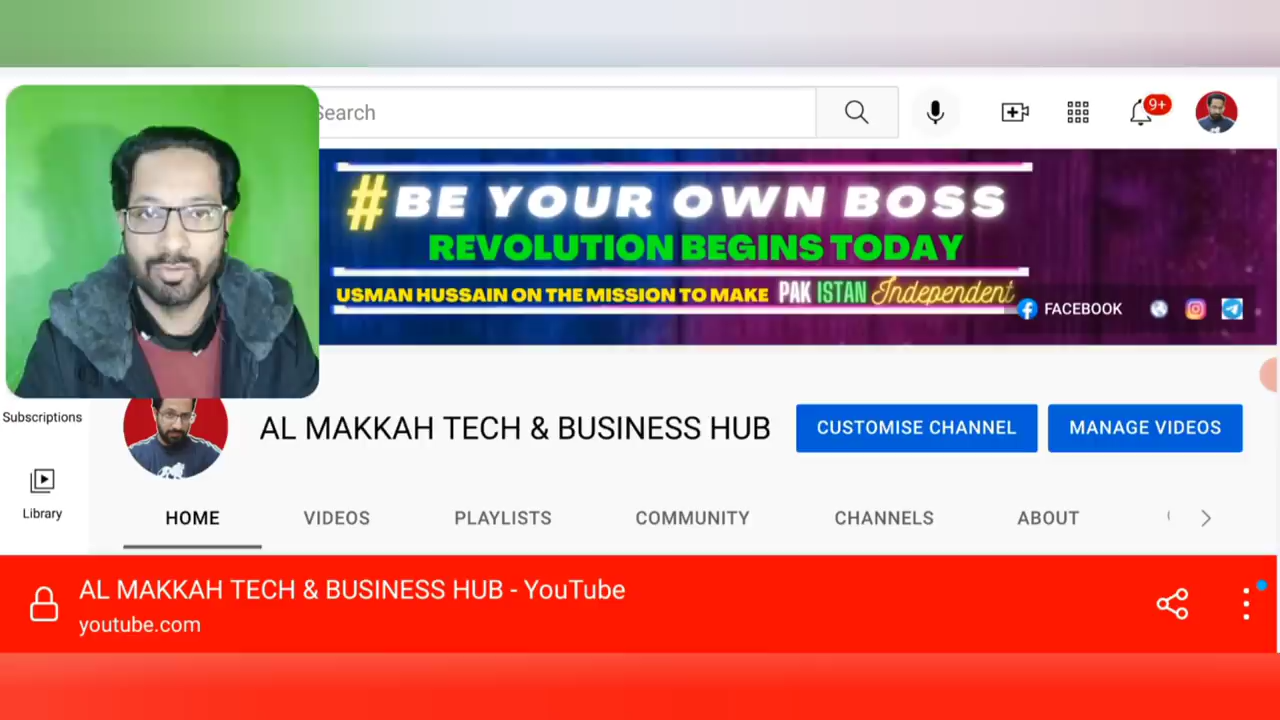 Search
9+
#BE YOUR OWN BOSS
REVOLUTION BEGINS TODAY
USMAN HUSSAIN ON THE MISSION TO MAKE PAKISTAN Independent
FACEBOOK
Subscriptions
AL MAKKAH TECH & BUSINESS HUB
CUSTOMISE CHANNEL
MANAGE VIDEOS
Library
HOME
VIDEOS
PLAYLISTS
COMMUNITY
CHANNELS
ABOUT
AL MAKKAH TECH & BUSINESS HUB - YouTube
youtube.com